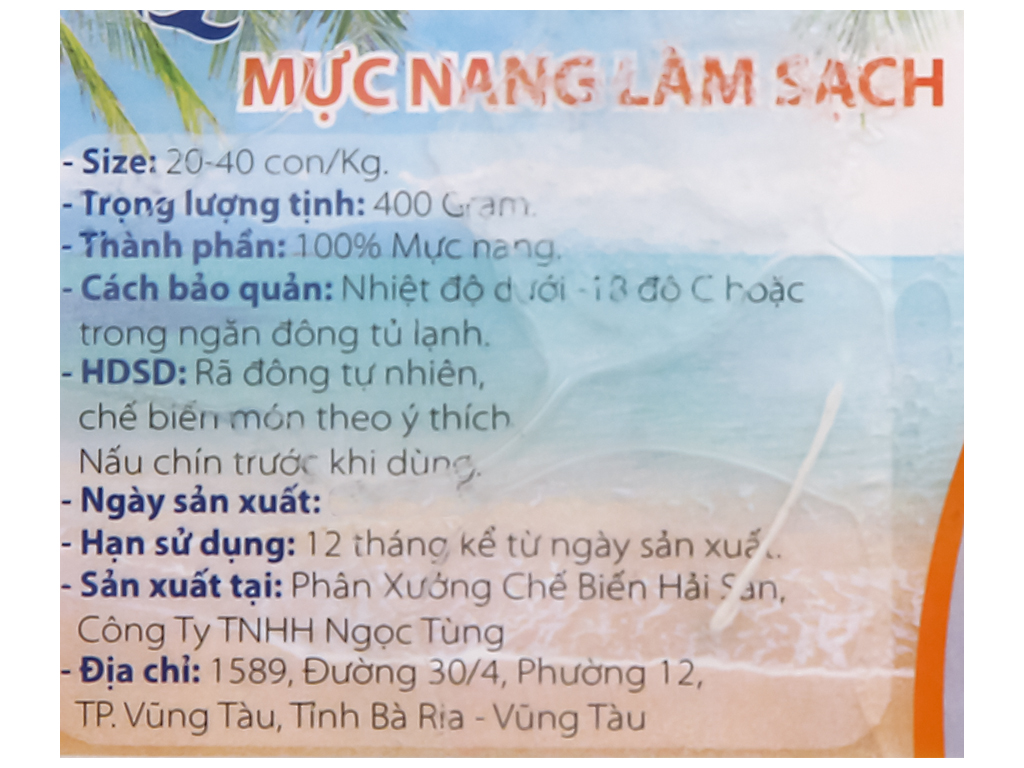 MỰC NANG LÀM SẠCH
- Size: 20-40 con/Kg.
- Trọng lượng tịnh: 400 Gram.
- Thành phần: 100% Mực nang.
- Cách bảo quản: Nhiệt độ dưới -18 độ C hoặc
trong ngăn đông tủ lạnh.
- HDSD: Rã đông tự nhiên,
chế biến món theo ý thích
Nấu chín trước khi dùng.
- Ngày sản xuất:
- Hạn sử dụng: 12 tháng kể từ ngày sản xuất.
- Sản xuất tại: Phân Xưởng Chế Biến Hải Sản,
Công Ty TNHH Ngọc Tùng
- Địa chỉ: 1589, Đường 30/4, Phường 12,
TP. Vũng Tàu, Tỉnh Bà Rịa - Vũng Tàu